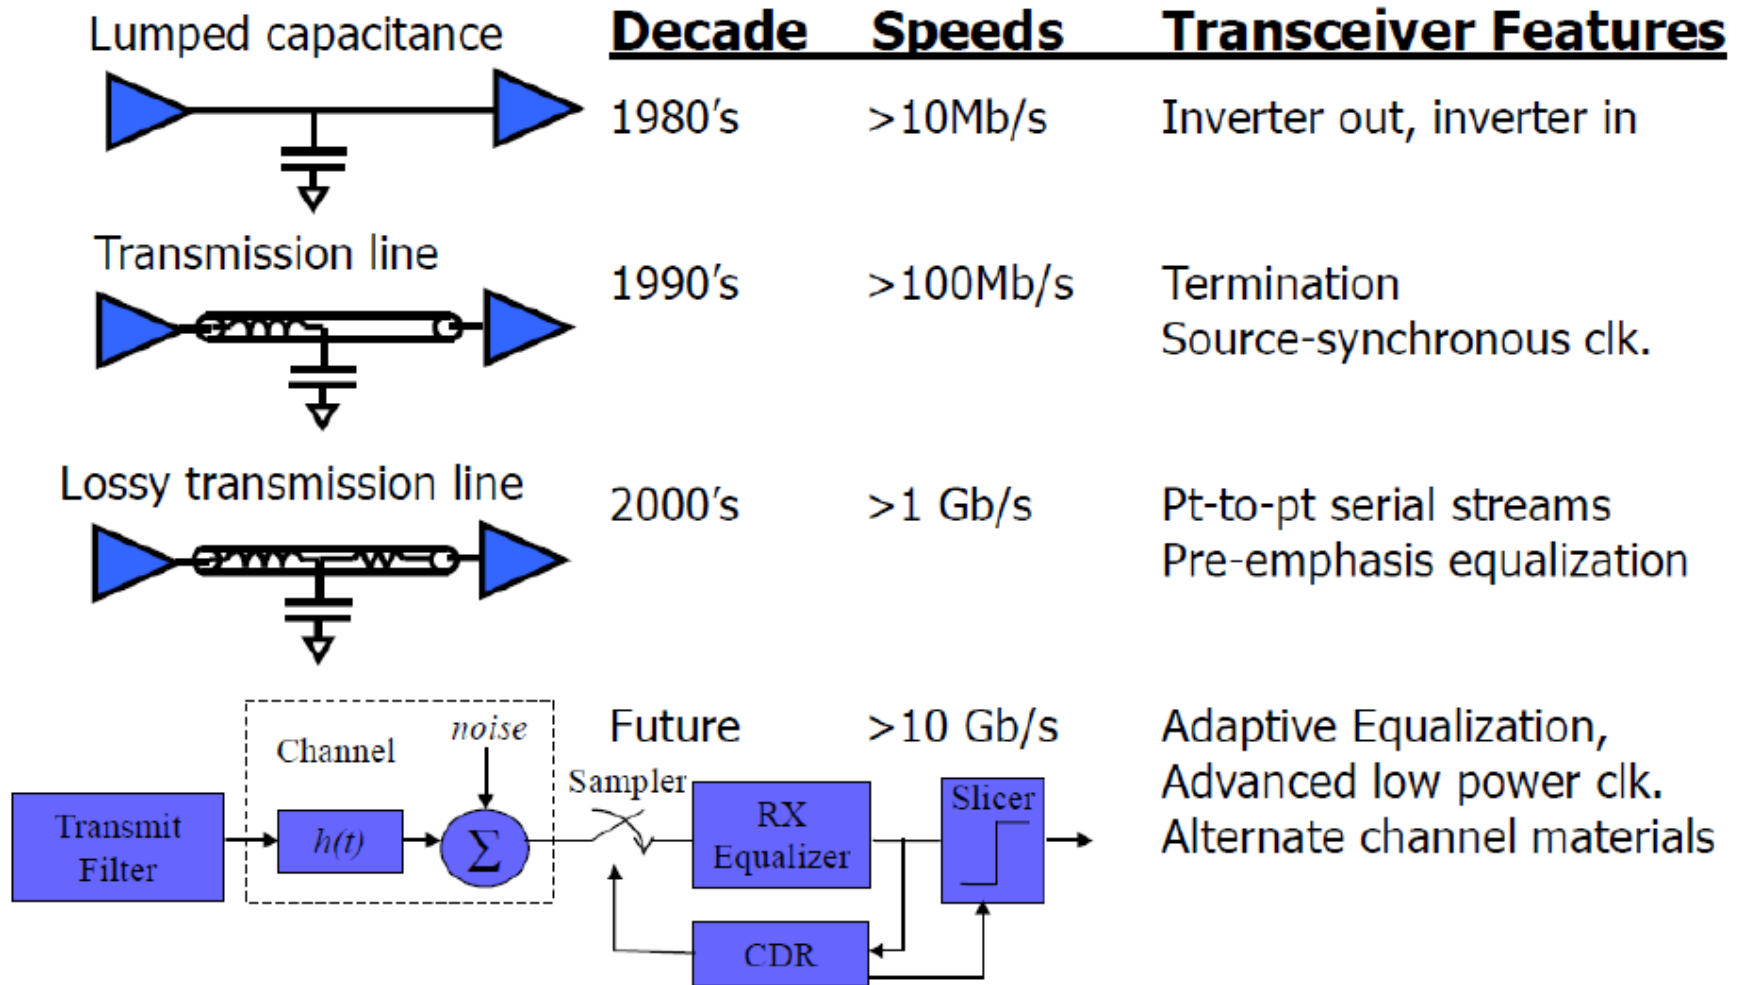 Lumped capacitance
Decade Speeds Transceiver Features
1980's >10Mb/s Inverter out, inverter in
Transmission line
1990's >100Mb/s Termination
Source-synchronous clk.
Lossy transmission line
2000's >1 Gb/s Pt-to-pt serial streams
Pre-emphasis equalization
Future >10 Gb/s Adaptive Equalization,
Advanced low power clk.
Alternate channel materials
Channel
noise
Sampler
Transmit
Filter
h(t)
Σ
RX
Equalizer
Slicer
CDR